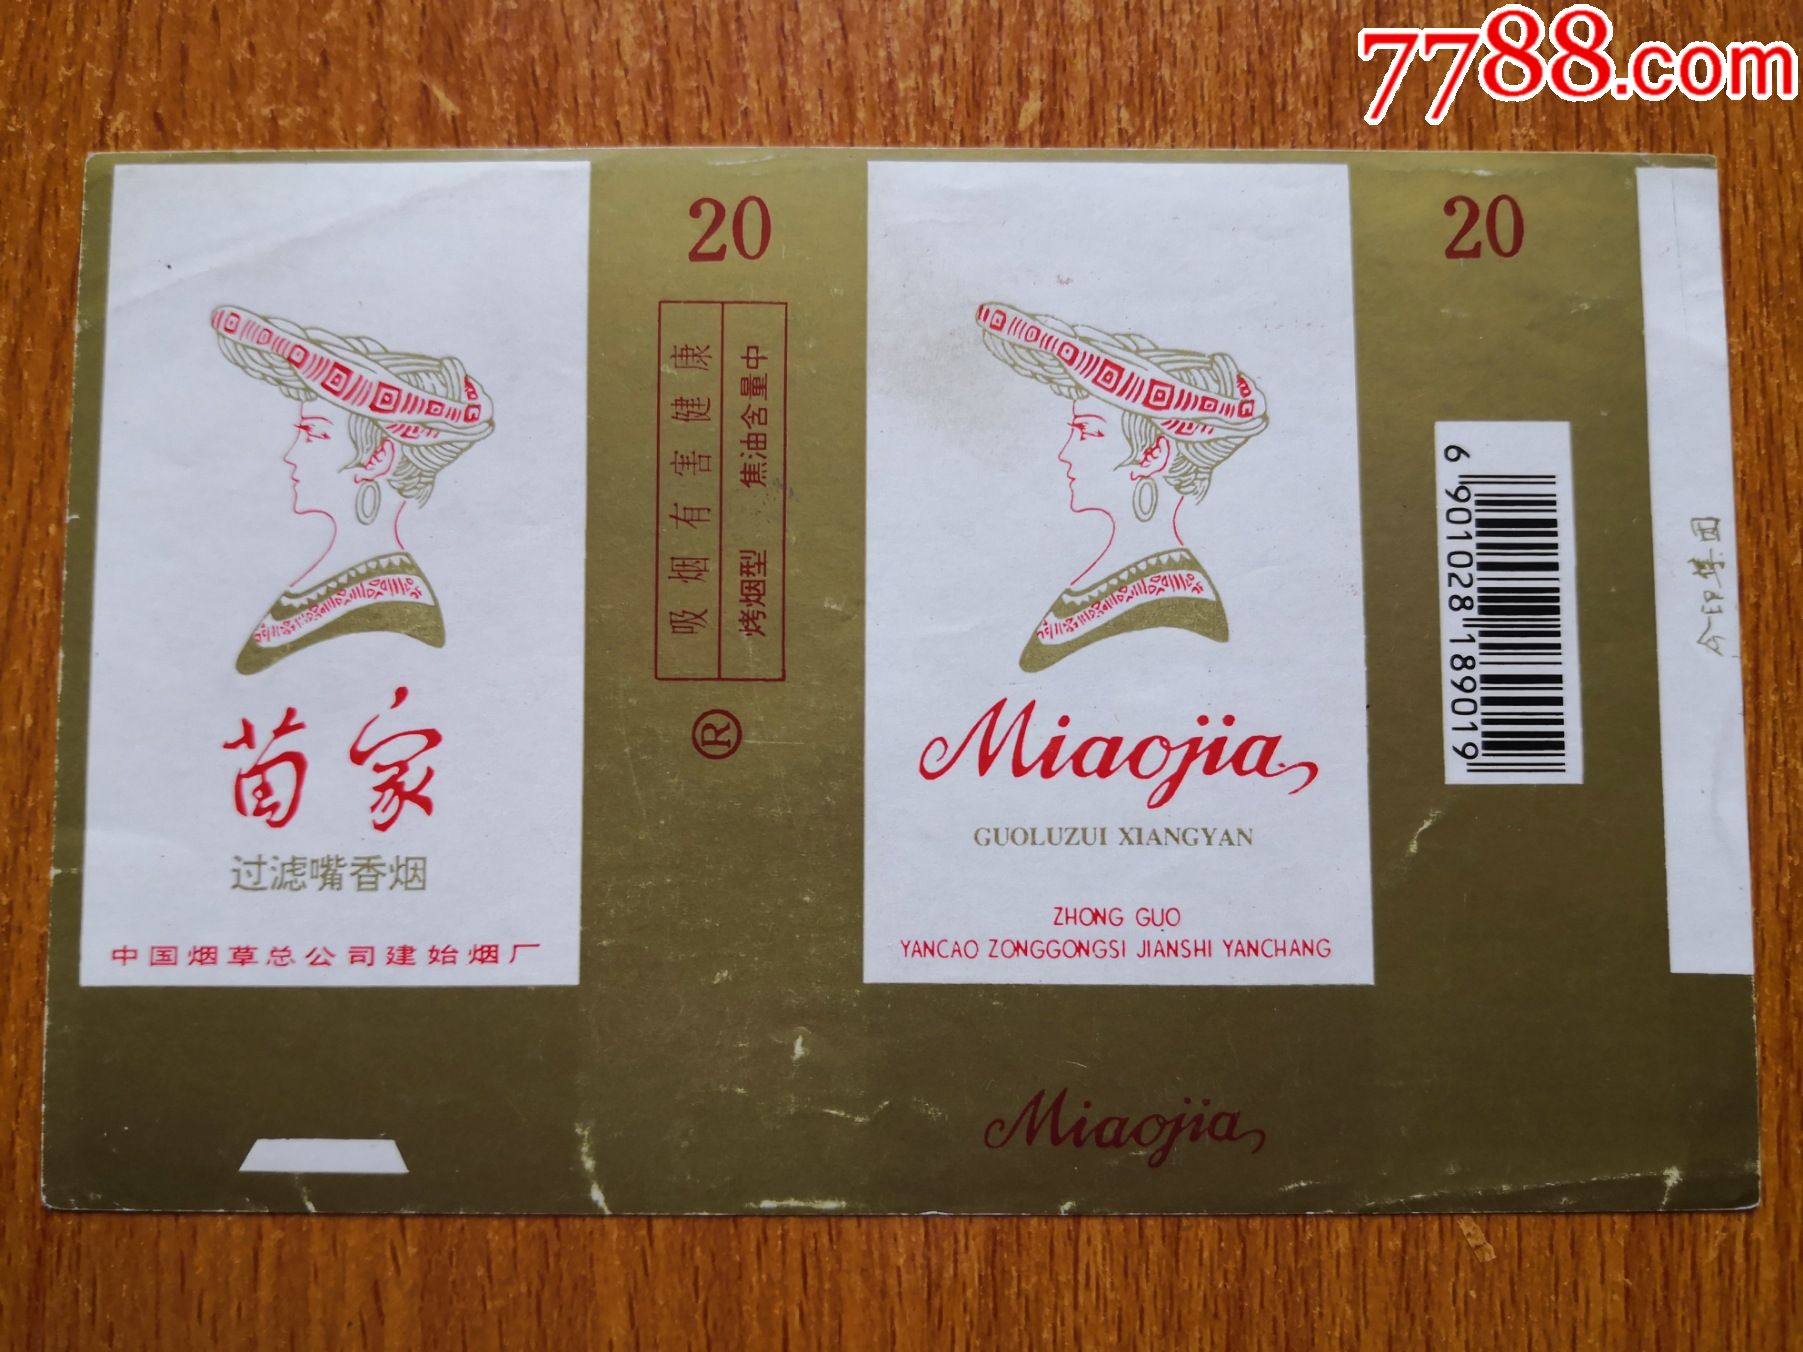 7788.com
苗家
过滤嘴香烟
中国烟草总公司建始烟厂
20
吸烟有害健康
烤烟型 焦油含量中
®
Miaojia
GUOLUZUI XIANGYAN
ZHONG GUO
YANCAO ZONGGONGSI JIANSHI YANCHANG
Miaojia
20
6 901028 189019